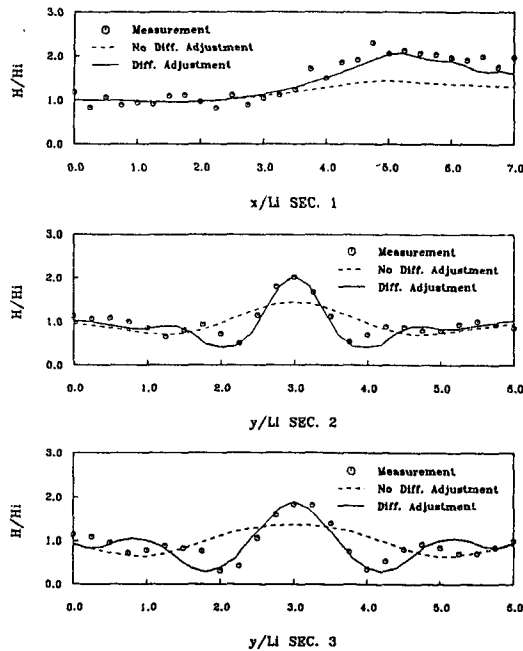 3.0
Measurement
No Diff. Adjustment
Diff. Adjustment
2.0
H/Hi
1.0
0.0
0.0 1.0 2.0 3.0 4.0 5.0 6.0 7.0
x/Li SEC. 1
3.0
Measurement
No Diff. Adjustment
Diff. Adjustment
2.0
H/Hi
1.0
0.0
0.0 1.0 2.0 3.0 4.0 5.0 6.0
y/Li SEC. 2
3.0
Measurement
No Diff. Adjustment
Diff. Adjustment
2.0
H/Hi
1.0
0.0
0.0 1.0 2.0 3.0 4.0 5.0 6.0
y/Li SEC. 3